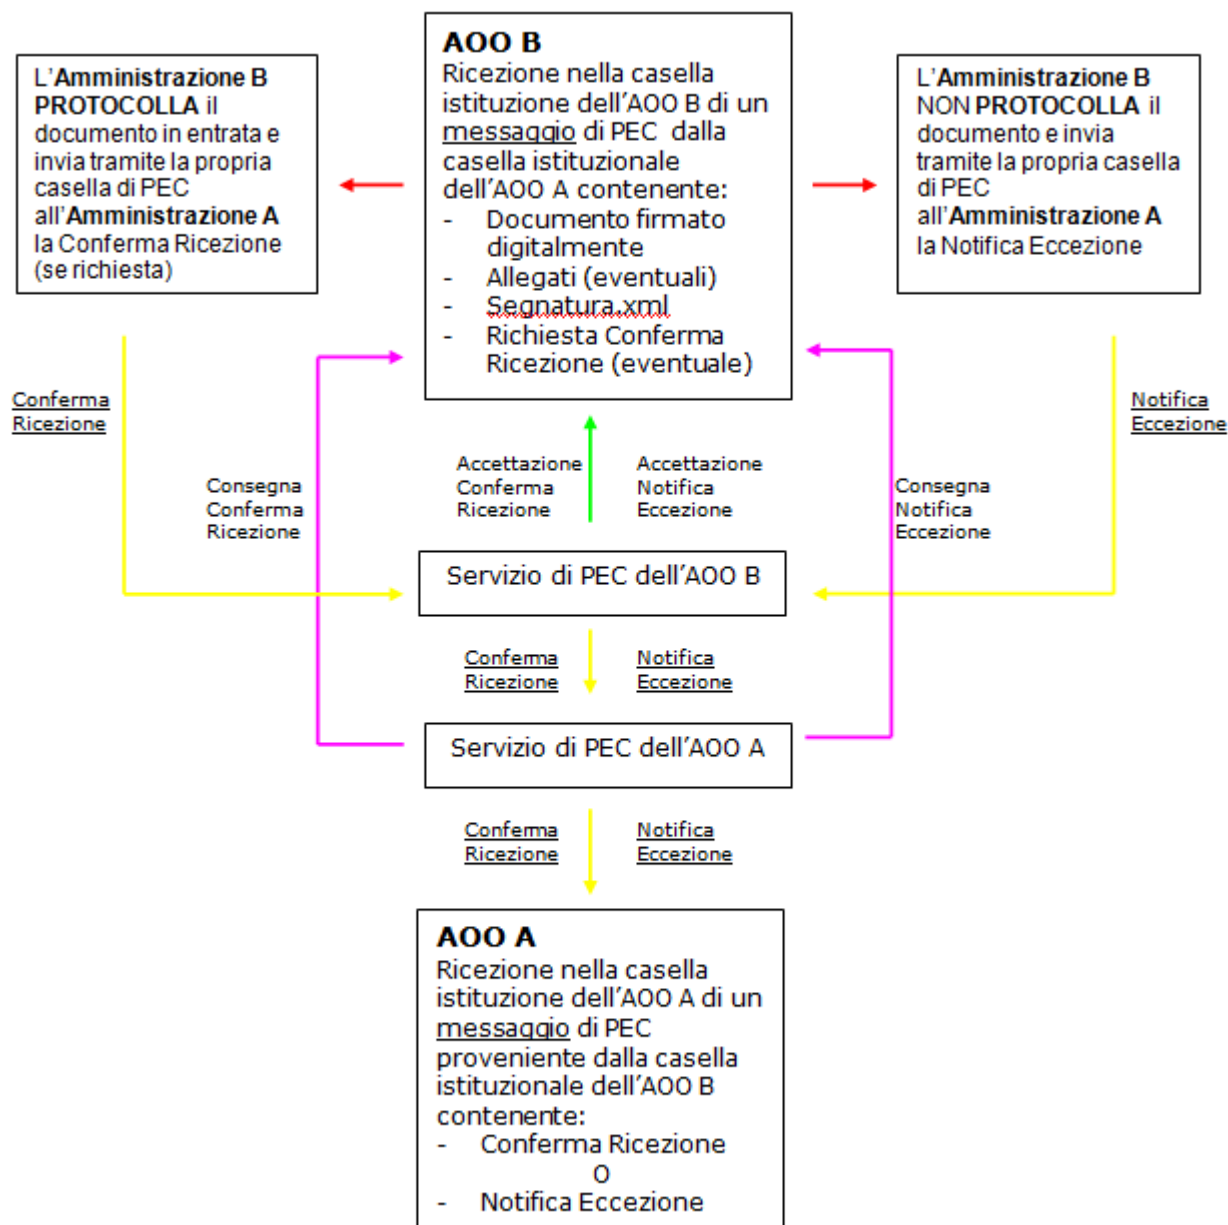 L'Amministrazione B
PROTOCOLLA il
documento in entrata e
invia tramite la propria
casella di PEC
all'Amministrazione A
la Conferma Ricezione
(se richiesta)
AOO B
Ricezione nella casella
istituzione dell'AOO B di un
messaggio di PEC dalla
casella istituzionale
dell'AOO A contenente:
- Documento firmato
digitalmente
- Allegati (eventuali)
- Segnatura.xml
- Richiesta Conferma
Ricezione (eventuale)
L'Amministrazione B
NON PROTOCOLLA il
documento e invia
tramite la propria casella
di PEC
all'Amministrazione A
la Notifica Eccezione
Conferma
Ricezione
Consegna
Conferma
Ricezione
Accettazione
Conferma
Ricezione
Accettazione
Notifica
Eccezione
Consegna
Notifica
Eccezione
Notifica
Eccezione
Servizio di PEC dell'AOO B
Conferma
Ricezione
Notifica
Eccezione
Servizio di PEC dell'AOO A
Conferma
Ricezione
Notifica
Eccezione
AOO A
Ricezione nella casella
istituzione dell'AOO A di un
messaggio di PEC
proveniente dalla casella
istituzionale dell'AOO B
contenente:
- Conferma Ricezione
O
- Notifica Eccezione